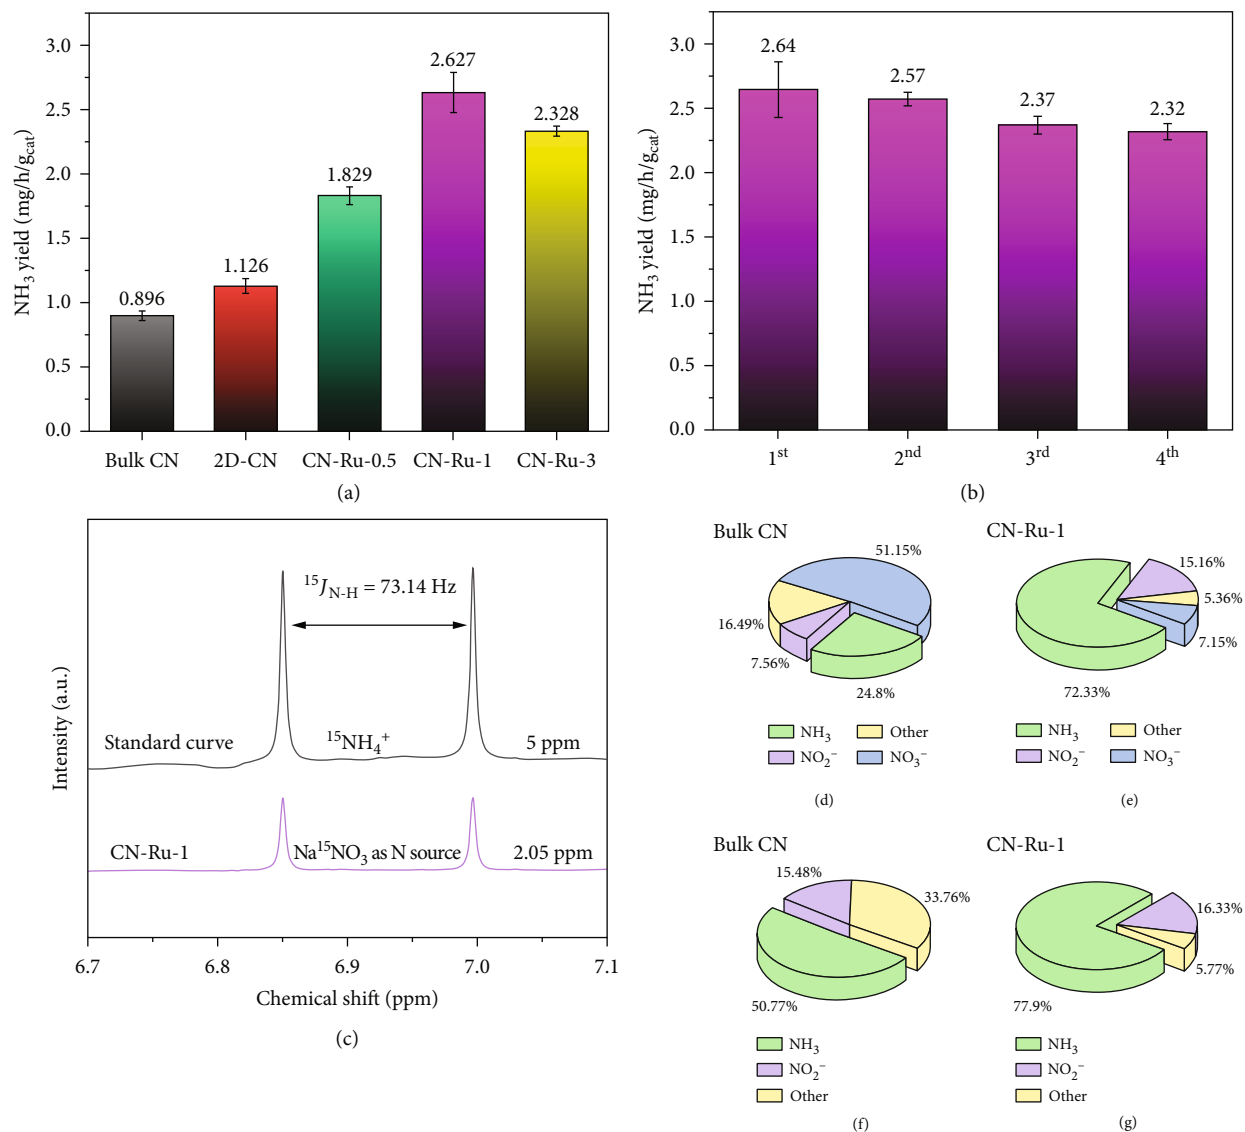 3.0
2.5
2.0
1.5
1.0
0.5
0.0
NH₃ yield (mg/h/g_cat)
0.896
1.126
1.829
2.627
2.328
Bulk CN
2D-CN
CN-Ru-0.5
CN-Ru-1
CN-Ru-3
(a)
3.0
2.5
2.0
1.5
1.0
0.5
0.0
NH₃ yield (mg/h/g_cat)
2.64
2.57
2.37
2.32
1ˢᵗ
2ⁿᵈ
3ʳᵈ
4ᵗʰ
(b)
Intensity (a.u.)
¹⁵J_N-H = 73.14 Hz
Standard curve
¹⁵NH₄⁺
5 ppm
CN-Ru-1
Na¹⁵NO₃ as N source
2.05 ppm
6.7
6.8
6.9
7.0
7.1
Chemical shift (ppm)
(c)
Bulk CN
51.15%
16.49%
7.56%
24.8%
NH₃
Other
NO₂⁻
NO₃⁻
(d)
CN-Ru-1
15.16%
5.36%
7.15%
72.33%
NH₃
Other
NO₂⁻
NO₃⁻
(e)
Bulk CN
15.48%
33.76%
50.77%
NH₃
NO₂⁻
Other
(f)
CN-Ru-1
16.33%
5.77%
77.9%
NH₃
NO₂⁻
Other
(g)